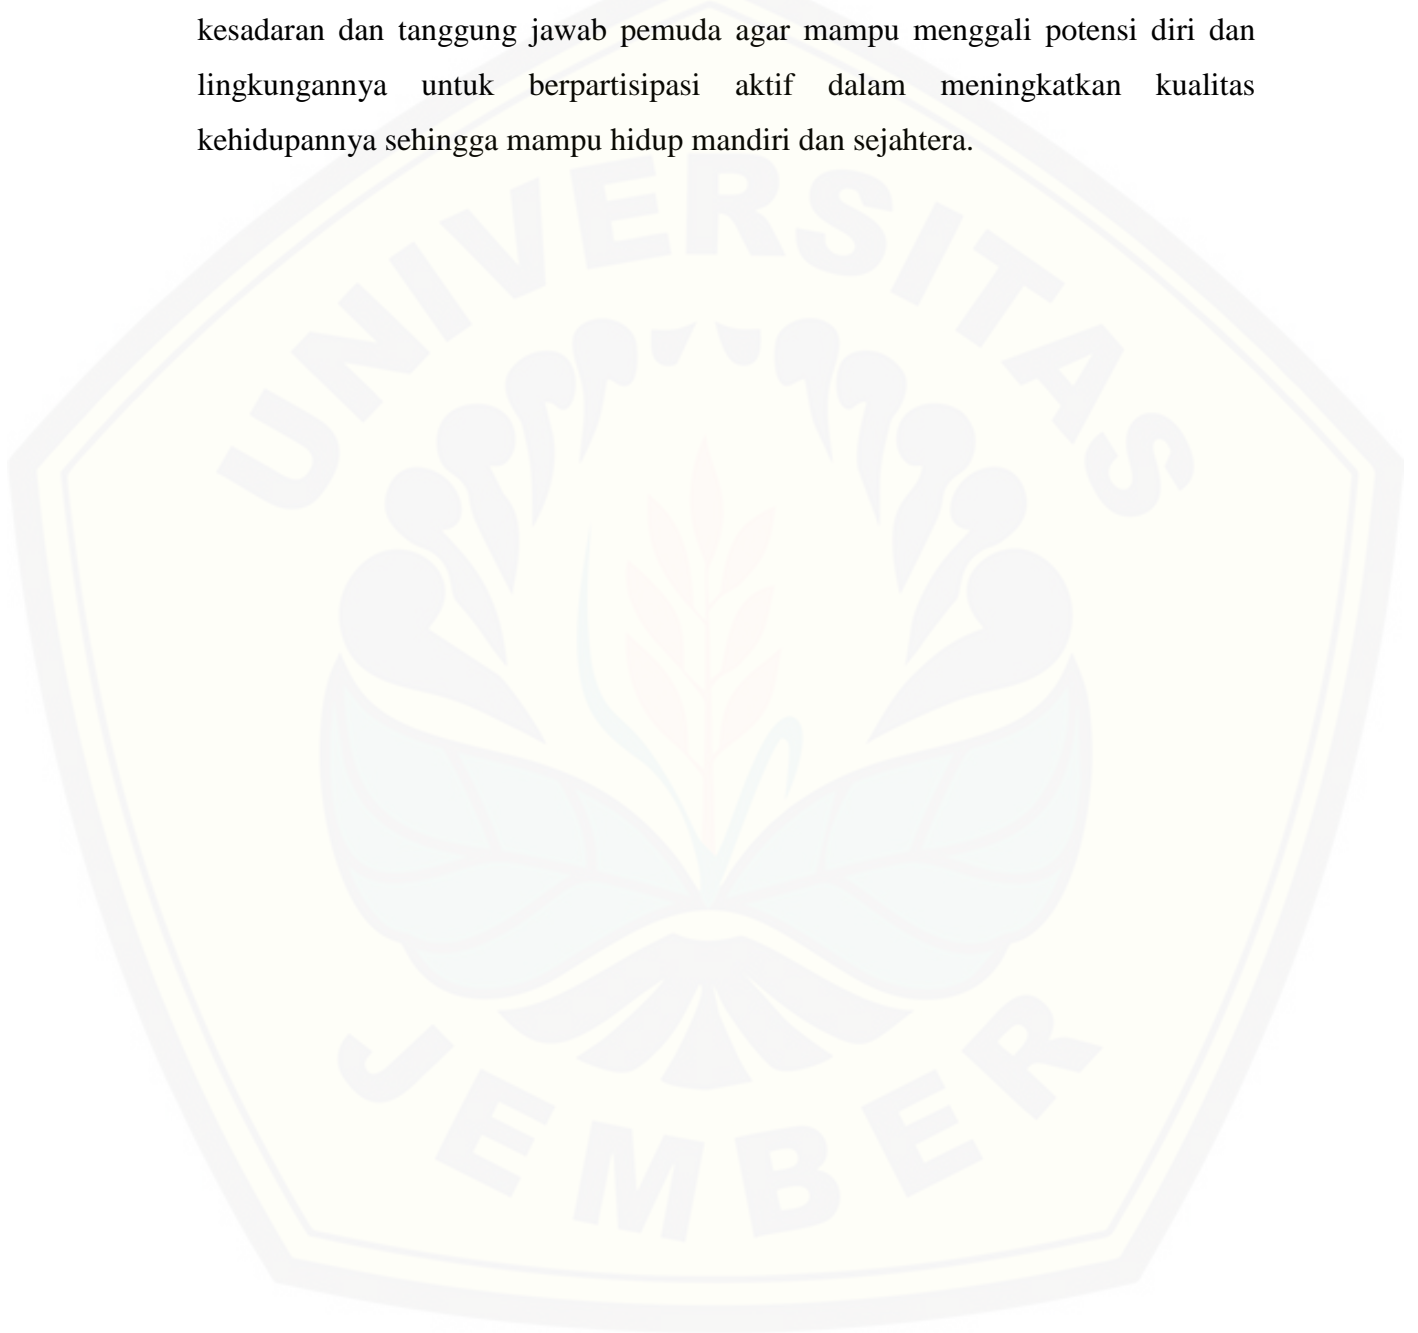 kesadaran dan tanggung jawab pemuda agar mampu menggali potensi diri dan
lingkungannya untuk berpartisipasi aktif dalam meningkatkan kualitas
kehidupannya sehingga mampu hidup mandiri dan sejahtera.
UNIVERSITAS
JEMBER